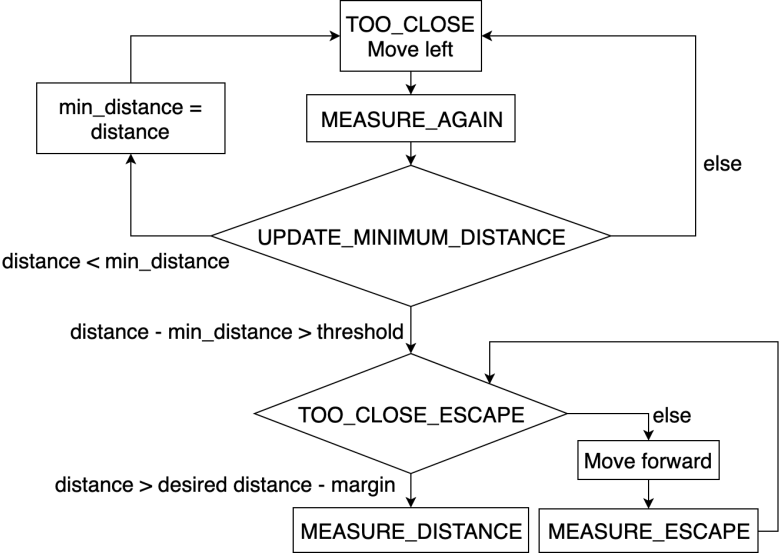 TOO_CLOSE
Move left
min_distance =
distance
MEASURE_AGAIN
else
UPDATE_MINIMUM_DISTANCE
distance < min_distance
distance - min_distance > threshold
TOO_CLOSE_ESCAPE
else
Move forward
distance > desired distance - margin
MEASURE_DISTANCE
MEASURE_ESCAPE